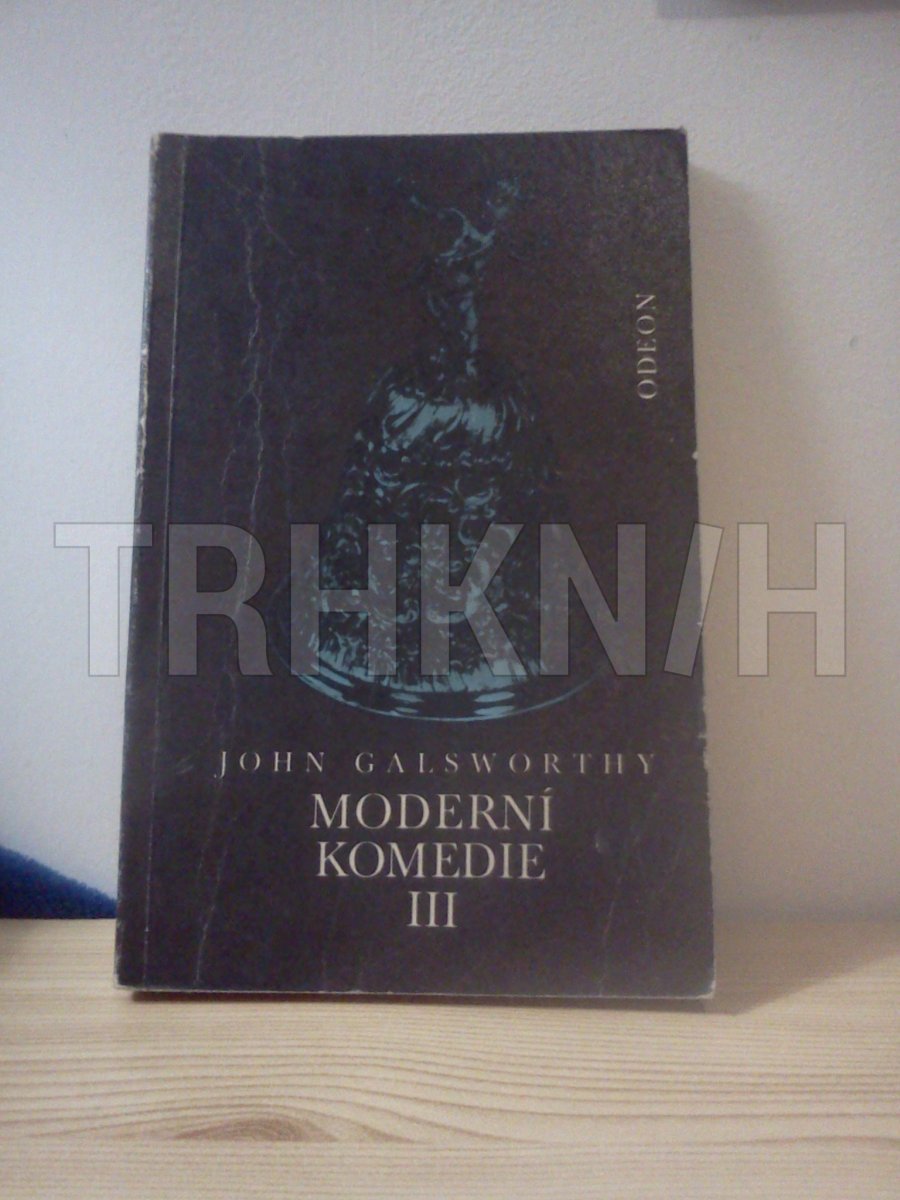 ODEON
TRHKNIH
JOHN GALSWORTHY
MODERNÍ
KOMEDIE
III